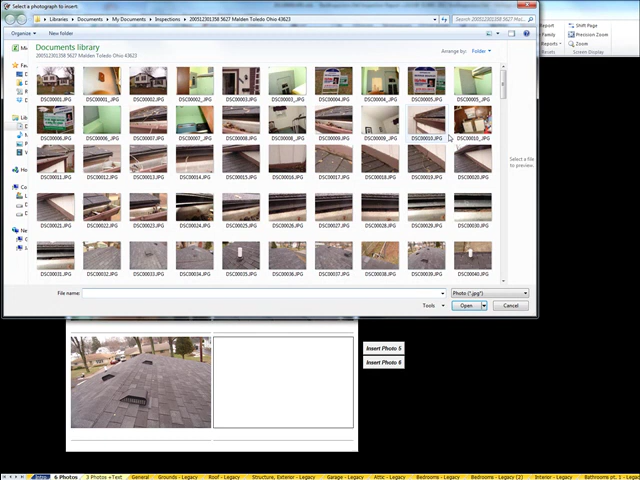 Select a photograph to insert.
Libraries Documents My Documents Inspections 200512301358 5627 Malden Toledo Ohio 43623
Search 200512301358 5627 Malden T...
Organize New folder
Documents library
200512301358 5627 Malden Toledo Ohio 43623
Arrange by: Folder
Shift Page
Precision Zoom
Zoom
Screen Display
DSC00001.JPG DSC00001_.JPG DSC00002.JPG DSC00002_.JPG DSC00003.JPG DSC00003_.JPG DSC00004.JPG DSC00004_.JPG DSC00005.JPG DSC00005_.JPG
DSC00006.JPG DSC00006_.JPG DSC00007.JPG DSC00007_.JPG DSC00008.JPG DSC00008_.JPG DSC00009.JPG DSC00009_.JPG DSC00010.JPG DSC00010_.JPG
DSC00011.JPG DSC00012.JPG DSC00013.JPG DSC00014.JPG DSC00015.JPG DSC00016.JPG DSC00017.JPG DSC00018.JPG DSC00019.JPG DSC00020.JPG
Select a file to preview.
DSC00021.JPG DSC00022.JPG DSC00023.JPG DSC00024.JPG DSC00025.JPG DSC00026.JPG DSC00027.JPG DSC00028.JPG DSC00029.JPG DSC00030.JPG
DSC00031.JPG DSC00032.JPG DSC00033.JPG DSC00034.JPG DSC00035.JPG DSC00036.JPG DSC00037.JPG DSC00038.JPG DSC00039.JPG DSC00040.JPG
File name: Photo (*.jpg*)
Tools Open Cancel
Insert Photo 5
Insert Photo 6
Intro 6 Photos 3 Photos +Text General Grounds - Legacy Roof - Legacy Structure, Exterior - Legacy Garage - Legacy Attic - Legacy Bedrooms - Legacy Bedrooms - Legacy (2) Interior - Legacy Bathrooms pt. 1 - Legacy